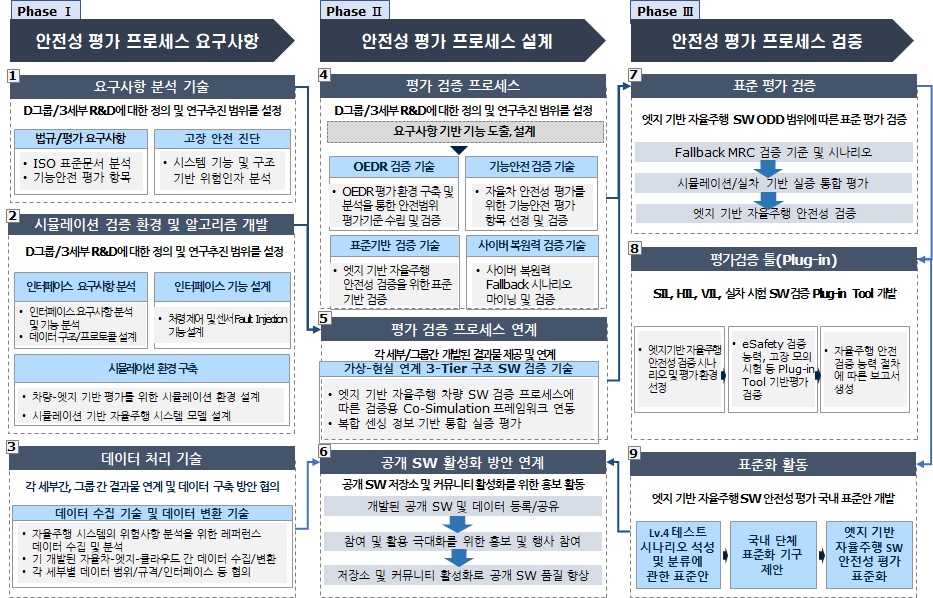 Phase Ⅰ
안전성 평가 프로세스 요구사항
1
요구사항 분석 기술
D그룹/3세부 R&D에 대한 정의 및 연구추진 범위를 설정
법규/평가 요구사항
• ISO 표준문서 분석
• 기능안전 평가 항목
고장 안전 진단
• 시스템 기능 및 구조
기반 위험인자 분석
2
시뮬레이션 검증 환경 및 알고리즘 개발
D그룹/3세부 R&D에 대한 정의 및 연구추진 범위를 설정
인터페이스 요구사항 분석
• 인터페이스 요구사항 분석
및 기능 분석
• 데이터 구조/프로토콜 설계
인터페이스 기능 설계
• 차량제어 및 센서 Fault Injection
기능 설계
시뮬레이션 환경 구축
• 차량-엣지 기반 평가를 위한 시뮬레이션 환경 설계
• 시뮬레이션 기반 자율주행 시스템 모델 설계
3
데이터 처리 기술
각 세부간, 그룹 간 결과물 연계 및 데이터 구축 방안 협의
데이터 수집 기술 및 데이터 변환 기술
• 자율주행 시스템의 위험사항 분석을 위한 레퍼런스
데이터 수집 및 분석
• 기 개발된 자율차-엣지-클라우드 간 데이터 수집/변환
• 각 세부별 데이터 범위/규격/인터페이스 등 협의
Phase Ⅱ
안전성 평가 프로세스 설계
4
평가 검증 프로세스
D그룹/3세부 R&D에 대한 정의 및 연구추진 범위를 설정
요구사항 기반 기능 도출, 설계
OEDR 검증 기술
• OEDR 평가 환경 구축 및
분석을 통한 안전범위
평가기준 수립 및 검증
기능안전 검증 기술
• 자율차 안전성 평가를
위한 기능안전 평가
항목 선정 및 검증
표준기반 검증 기술
• 엣지 기반 자율주행
안전성 검증을 위한 표준
기반 검증
사이버 복원력 검증 기술
• 사이버 복원력
Fallback 시나리오
마이닝 및 검증
5
평가 검증 프로세스 연계
각 세부/그룹간 개발된 결과물 제공 및 연계
가상-현실 연계 3-Tier 구조 SW 검증 기술
• 엣지 기반 자율주행 차량 SW 검증 프로세스에
따른 검증용 Co-Simulation 프레임워크 연동
• 복합 센싱 정보 기반 통합 실증 평가
6
공개 SW 활성화 방안 연계
공개 SW 저장소 및 커뮤니티 활성화를 위한 홍보 활동
개발된 공개 SW 및 데이터 등록/공유
참여 및 활용 극대화를 위한 홍보 및 행사 참여
저장소 및 커뮤니티 활성화로 공개 SW 품질 향상
Phase Ⅲ
안전성 평가 프로세스 검증
7
표준 평가 검증
엣지 기반 자율주행 SW ODD 범위에 따른 표준 평가 검증
Fallback MRC 검증 기준 및 시나리오
시뮬레이션/실차 기반 실증 통합 평가
엣지 기반 자율주행 안전성 검증
8
평가검증 툴(Plug-in)
SIL, HIL, VIL, 실차 시험 SW 검증 Plug-in Tool 개발
• 엣지기반 자율주행
안전성 검증 시나
리오 및 평가 환경
선정
• eSafety 검증
능력, 고장 모의
시험 등 Plug-in
Tool 기반평가
검증
• 자율주행 안전
검증 능력 절차
에 따른 보고서
생성
9
표준화 활동
엣지 기반 자율주행 SW 안전성 평가 국내 표준안 개발
Lv.4 테스트
시나리오 석성
및 분류에
관한 표준안
국내 단체
표준화 기구
제안
엣지 기반
자율주행 SW
안전성 평가
표준화